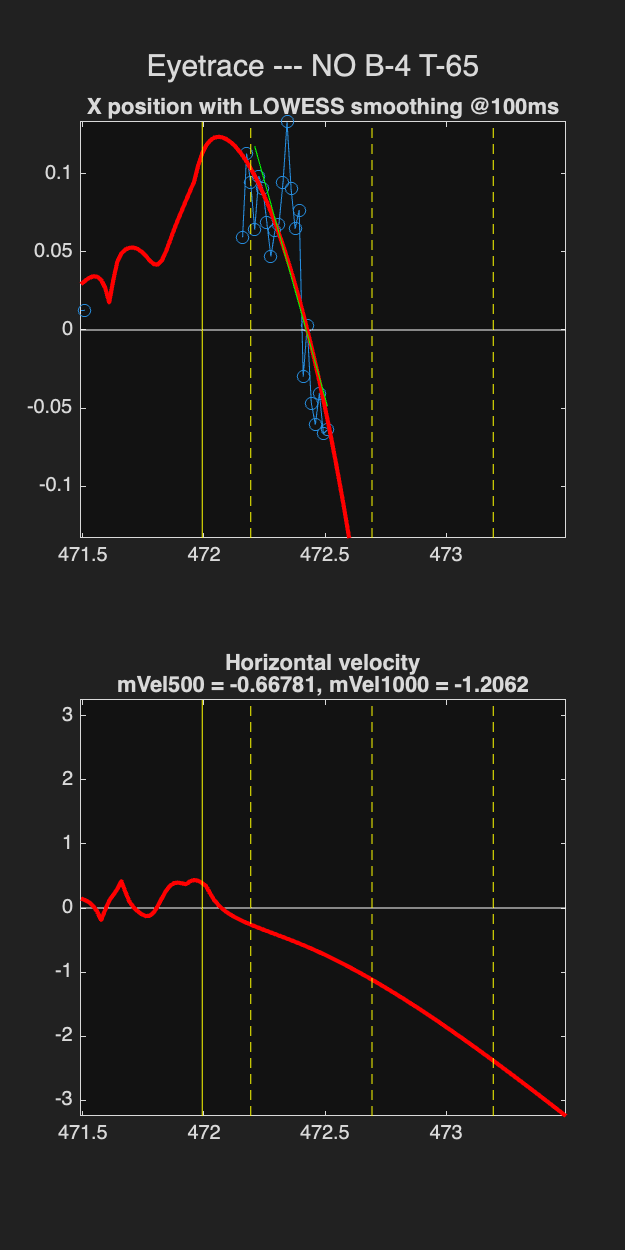 Eyetrace --- NO B-4 T-65
X position with LOWESS smoothing @100ms
0.1
0.05
0
-0.05
-0.1
471.5 472 472.5 473
Horizontal velocity
mVel500 = -0.66781, mVel1000 = -1.2062
3
2
1
0
-1
-2
-3
471.5 472 472.5 473